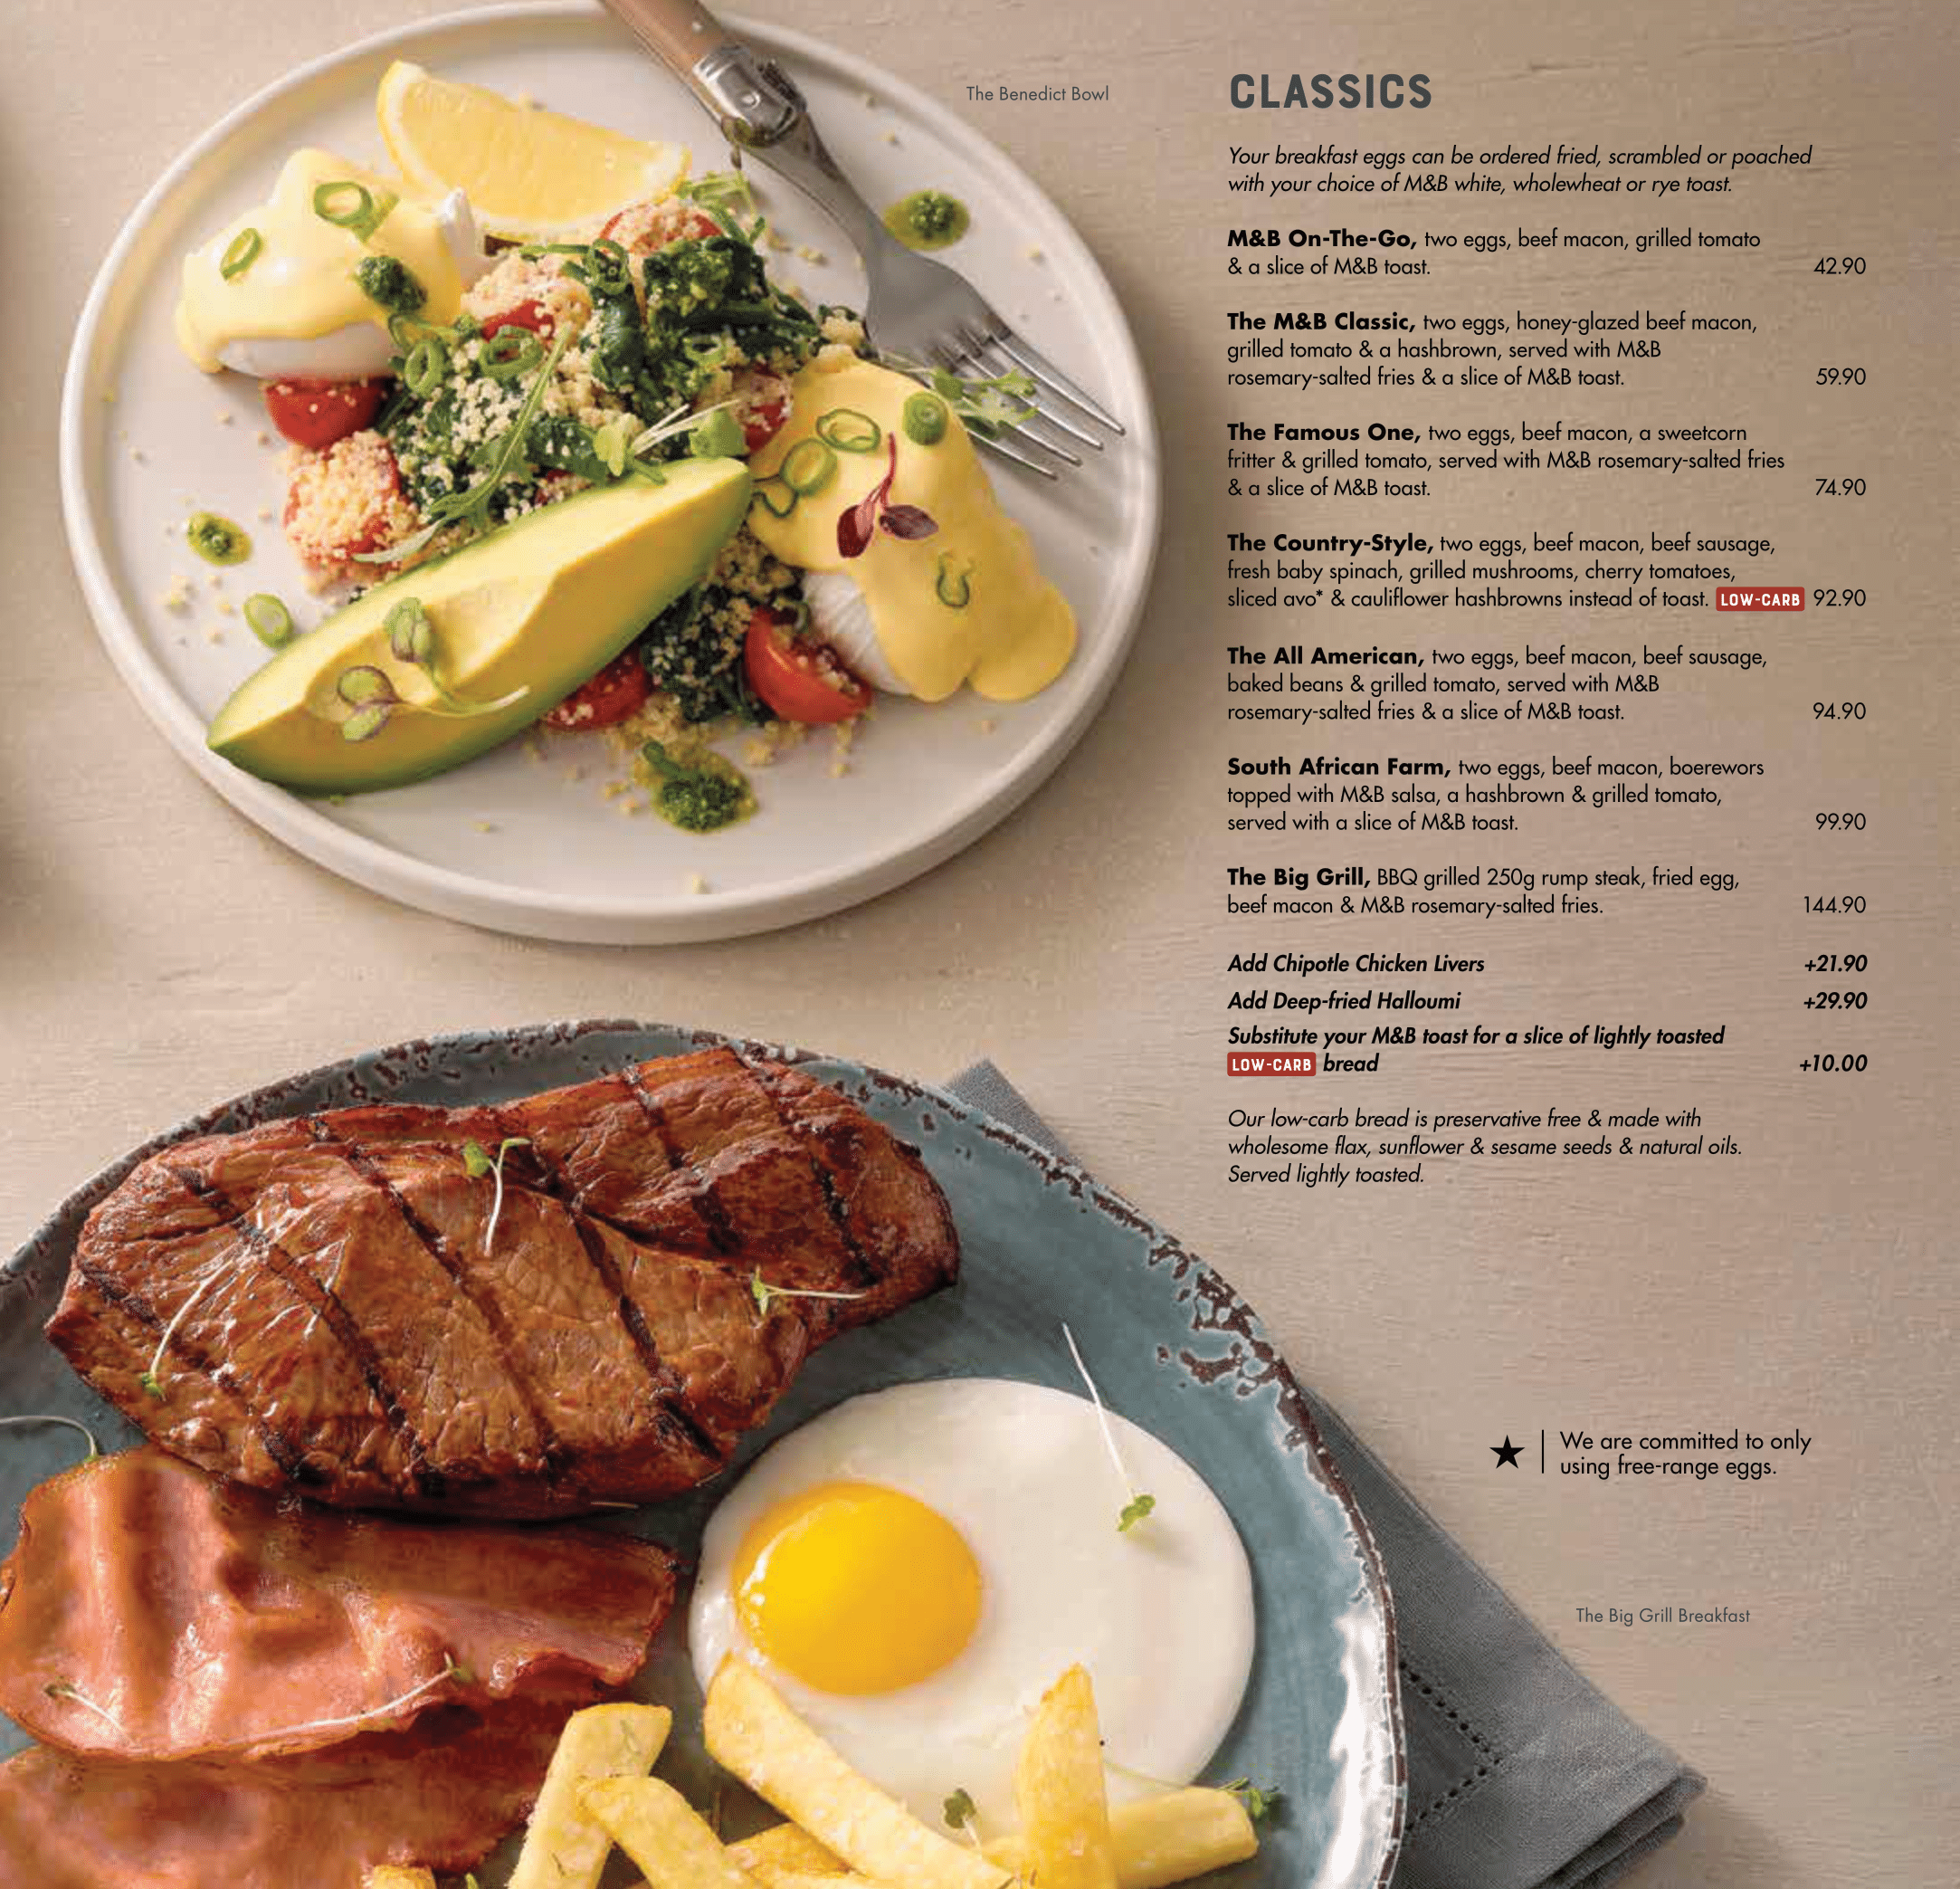 The Benedict Bowl
CLASSICS
Your breakfast eggs can be ordered fried, scrambled or poached
with your choice of M&B white, wholewheat or rye toast.
M&B On-The-Go, two eggs, beef macon, grilled tomato
& a slice of M&B toast. 42.90
The M&B Classic, two eggs, honey-glazed beef macon,
grilled tomato & a hashbrown, served with M&B
rosemary-salted fries & a slice of M&B toast. 59.90
The Famous One, two eggs, beef macon, a sweetcorn
fritter & grilled tomato, served with M&B rosemary-salted fries
& a slice of M&B toast. 74.90
The Country-Style, two eggs, beef macon, beef sausage,
fresh baby spinach, grilled mushrooms, cherry tomatoes,
sliced avo* & cauliflower hashbrowns instead of toast. LOW-CARB 92.90
The All American, two eggs, beef macon, beef sausage,
baked beans & grilled tomato, served with M&B
rosemary-salted fries & a slice of M&B toast. 94.90
South African Farm, two eggs, beef macon, boerewors
topped with M&B salsa, a hashbrown & grilled tomato,
served with a slice of M&B toast. 99.90
The Big Grill, BBQ grilled 250g rump steak, fried egg,
beef macon & M&B rosemary-salted fries. 144.90
Add Chipotle Chicken Livers +21.90
Add Deep-fried Halloumi +29.90
Substitute your M&B toast for a slice of lightly toasted
LOW-CARB bread +10.00
Our low-carb bread is preservative free & made with
wholesome flax, sunflower & sesame seeds & natural oils.
Served lightly toasted.
We are committed to only
using free-range eggs.
The Big Grill Breakfast